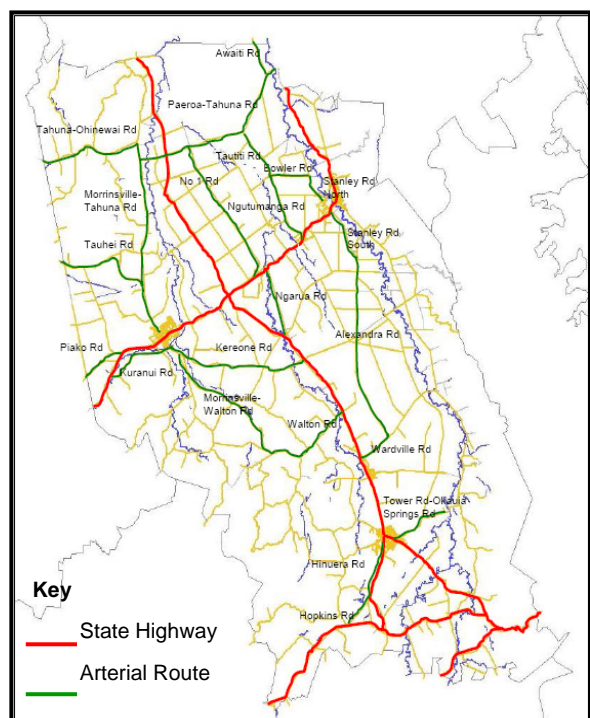 Awaiti Rd
Paeroa-Tahuna Rd
Tahuna-Ohinewai Rd
Tautiti Rd
Bowler Rd
No 1 Rd
Stanley Rd
North
Morrinsville-
Tahuna Rd
Ngutumanga Rd
Stanley Rd
South
Tauhei Rd
Ngarua Rd
Alexandra Rd
Piako Rd
Kereone Rd
Kuranui Rd
Morrinsville-
Walton Rd
Walton Rd
Wardville Rd
Tower Rd-Okauia
Springs Rd
Hinuera Rd
Key
Hopkins Rd
State Highway
Arterial Route